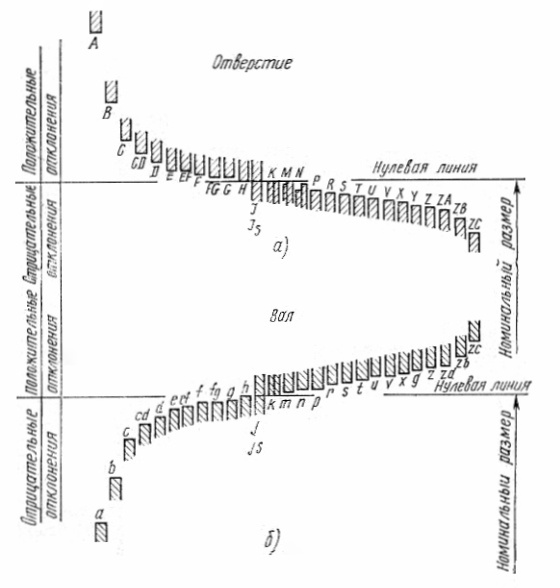 Отверстие
Положительные
отклонения
Отрицательные
отклонения
A
B
C
CD
D
E
EF
F
FG
G
H
J
Js
K
M
N
P
R
S
T
U
V
X
Y
Z
ZA
ZB
ZC
Нулевая линия
Номинальный размер
а)
Вал
Положительные
отклонения
Отрицательные
отклонения
a
b
c
cd
d
e
ef
f
fg
g
h
j
js
k
m
n
p
r
s
t
u
v
x
y
z
za
zb
zc
Нулевая линия
Номинальный размер
б)